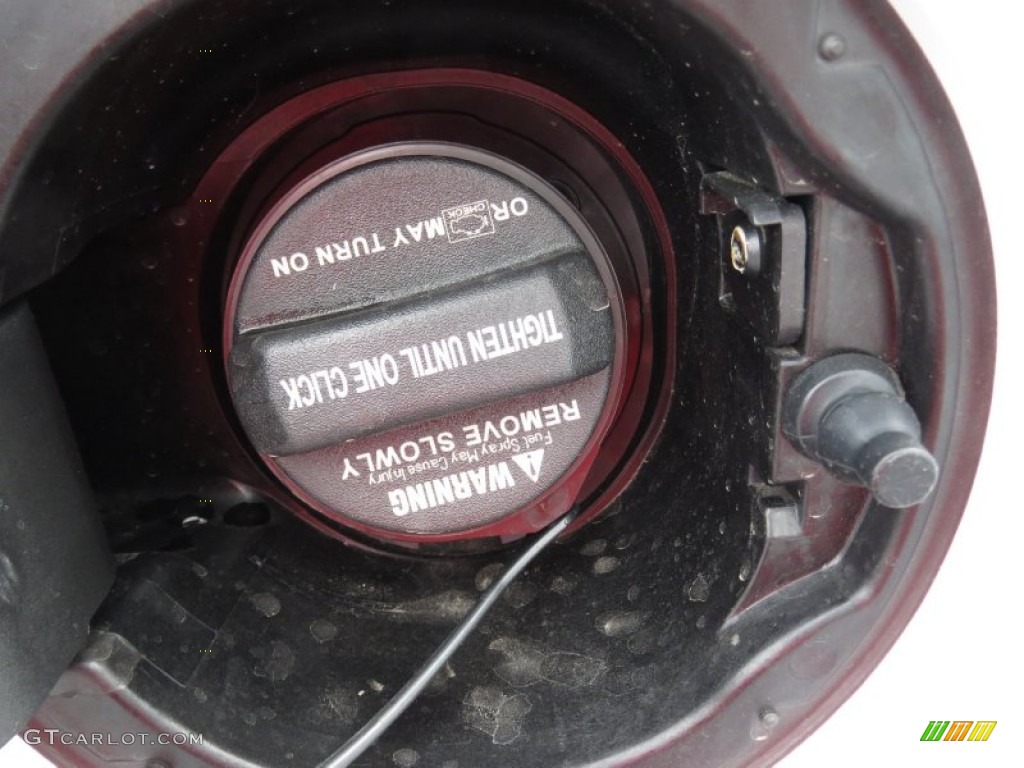 WARNING
Fuel Spray May Cause Injury
REMOVE SLOWLY
TIGHTEN UNTIL ONE CLICK
OR CHECK MAY TURN ON
GTCARLOT.COM